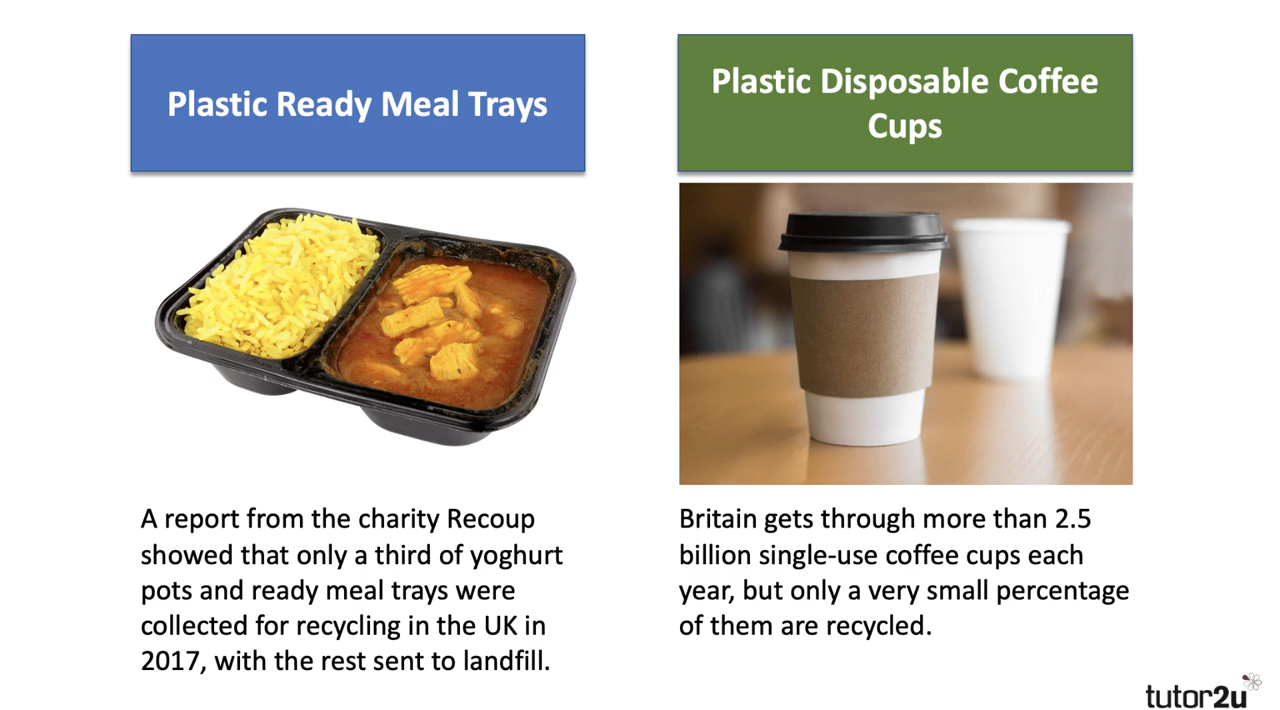 Plastic Ready Meal Trays
Plastic Disposable Coffee
Cups
A report from the charity Recoup
showed that only a third of yoghurt
pots and ready meal trays were
collected for recycling in the UK in
2017, with the rest sent to landfill.
Britain gets through more than 2.5
billion single-use coffee cups each
year, but only a very small percentage
of them are recycled.
tutor2u